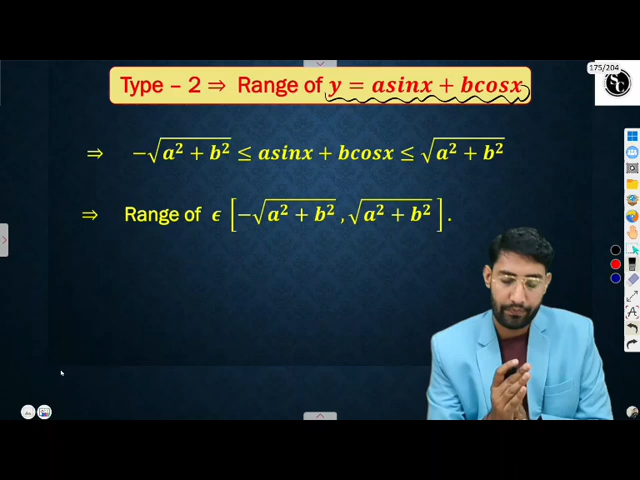 175/204
Type – 2 ⇒ Range of y = asinx + bcosx
⇒ −√(a² + b²) ≤ asinx + bcosx ≤ √(a² + b²)
⇒ Range of ϵ [−√(a² + b²) , √(a² + b²)].